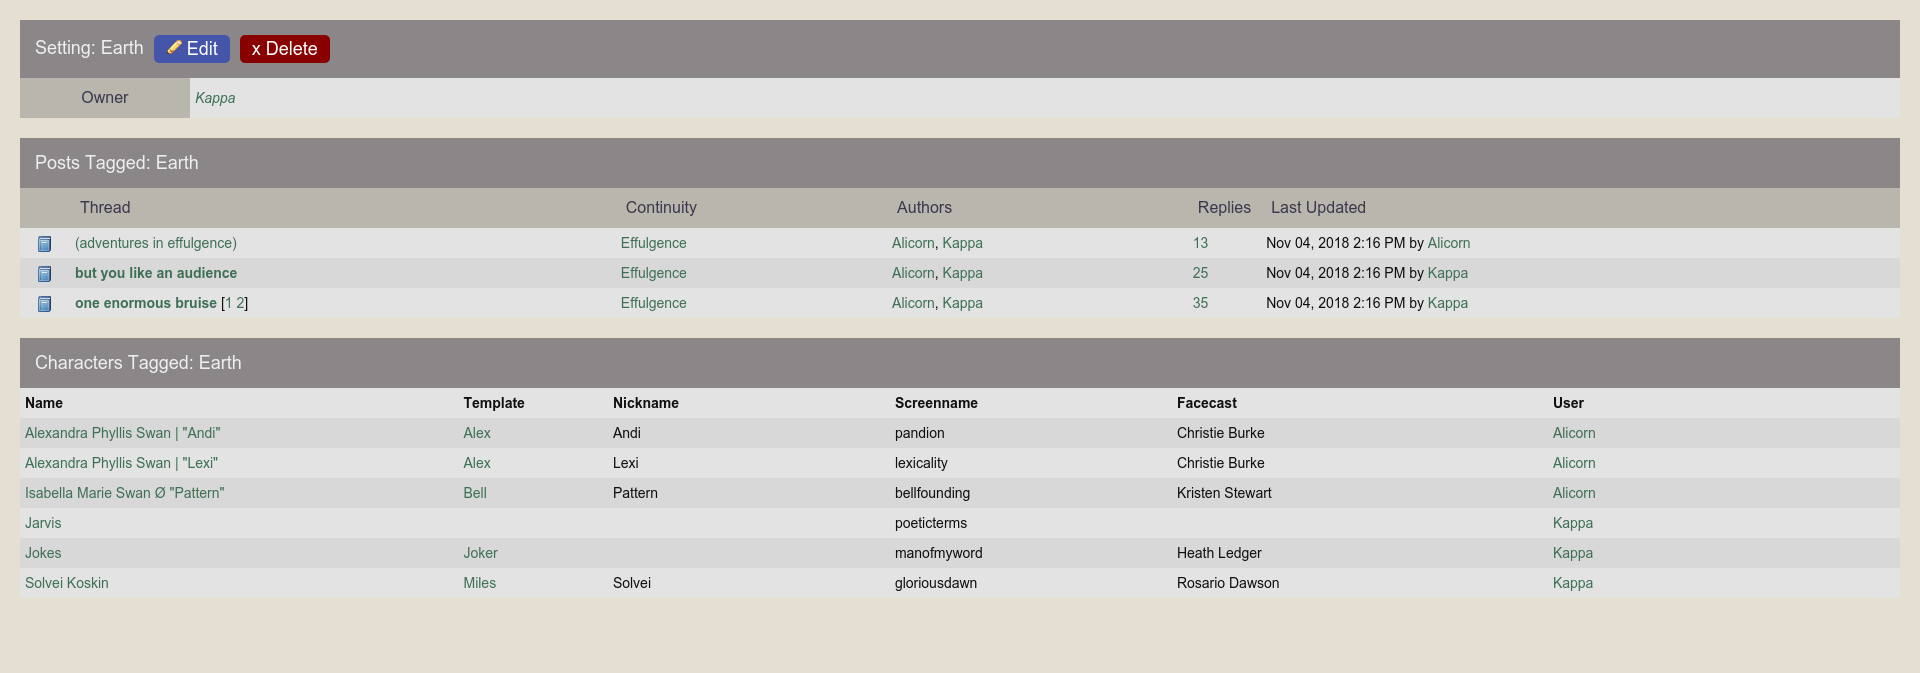 Setting: Earth Edit x Delete
Owner Kappa
Posts Tagged: Earth
Thread Continuity Authors Replies Last Updated
(adventures in effulgence) Effulgence Alicorn, Kappa 13 Nov 04, 2018 2:16 PM by Alicorn
but you like an audience Effulgence Alicorn, Kappa 25 Nov 04, 2018 2:16 PM by Kappa
one enormous bruise [1 2] Effulgence Alicorn, Kappa 35 Nov 04, 2018 2:16 PM by Kappa
Characters Tagged: Earth
Name Template Nickname Screenname Facecast User
Alexandra Phyllis Swan | "Andi" Alex Andi pandion Christie Burke Alicorn
Alexandra Phyllis Swan | "Lexi" Alex Lexi lexicality Christie Burke Alicorn
Isabella Marie Swan Ø "Pattern" Bell Pattern bellfounding Kristen Stewart Alicorn
Jarvis poeticterms Kappa
Jokes Joker manofmyword Heath Ledger Kappa
Solvei Koskin Miles Solvei gloriousdawn Rosario Dawson Kappa